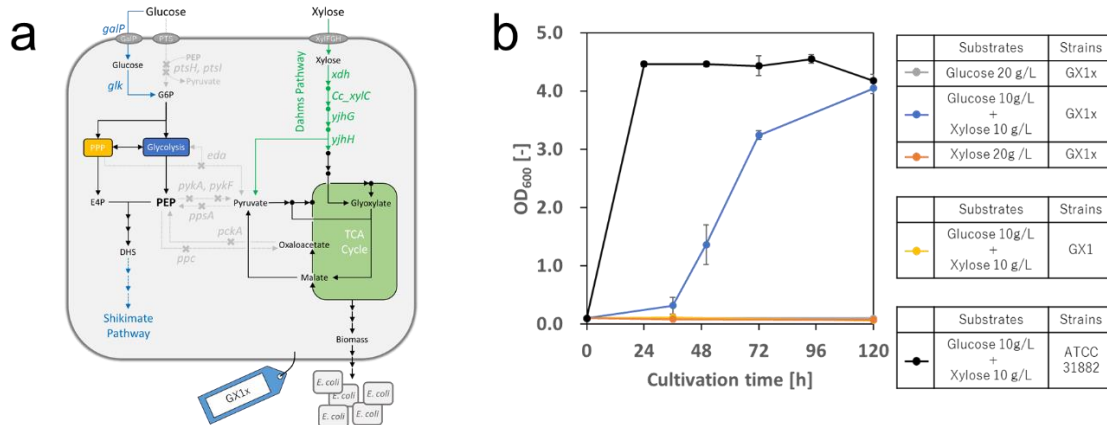 a
Glucose
Xylose
galP
GalP
PTS
XylFGH
PEP
ptsH, ptsI
Pyruvate
Glucose
glk
G6P
Xylose
Dahms Pathway
xdh
Cc_xylC
yjhG
yjhH
PPP
Glycolysis
eda
pykA, pykF
E4P
PEP
Pyruvate
ppsA
Glyoxylate
pckA
Oxaloacetate
TCA
Cycle
ppc
DHS
Malate
Shikimate
Pathway
Biomass
GX1x
E. coli
E. coli
E. coli
E. coli
E. coli
b
OD600 [-]
5.0
4.0
3.0
2.0
1.0
0.0
0 24 48 72 96 120
Cultivation time [h]
Substrates Strains
Glucose 20 g/L GX1x
Glucose 10g/L
+
Xylose 10 g/L
GX1x
Xylose 20g /L GX1x
Substrates Strains
Glucose 10g/L
+
Xylose 10 g/L
GX1
Substrates Strains
Glucose 10g/L
+
Xylose 10 g/L
ATCC
31882